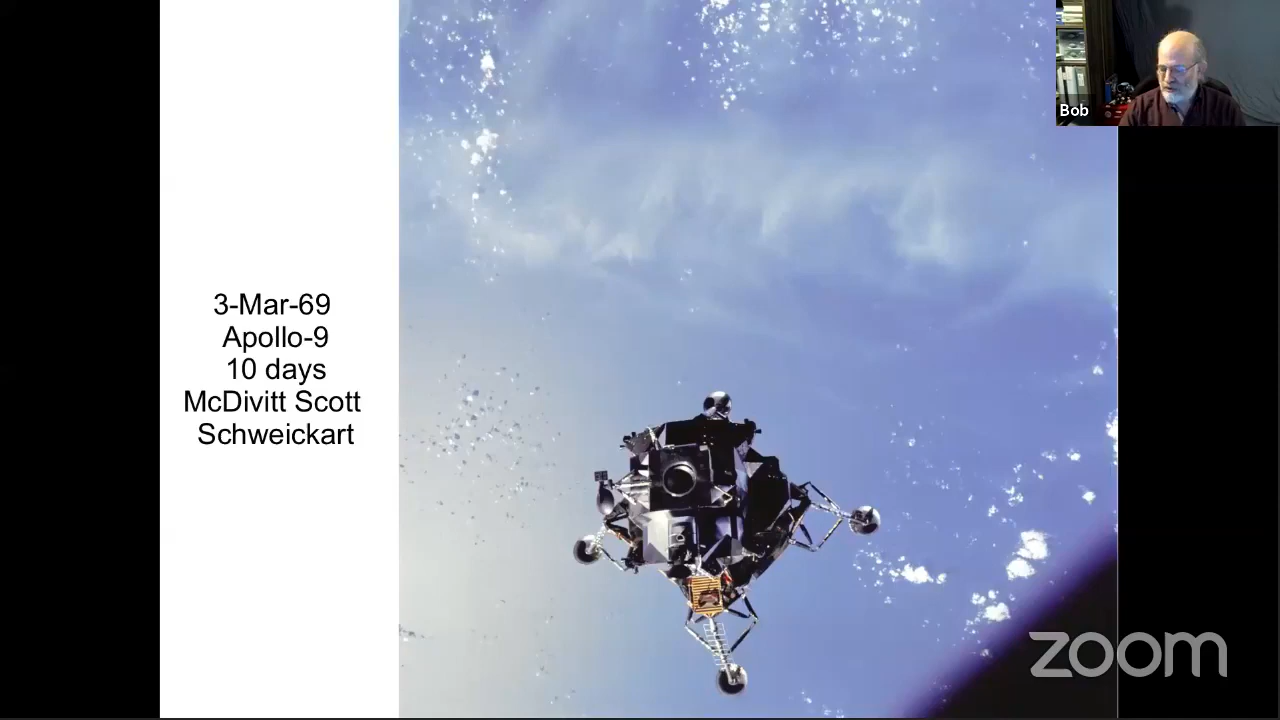 3-Mar-69
Apollo-9
10 days
McDivitt Scott
Schweickart
Bob
zoom